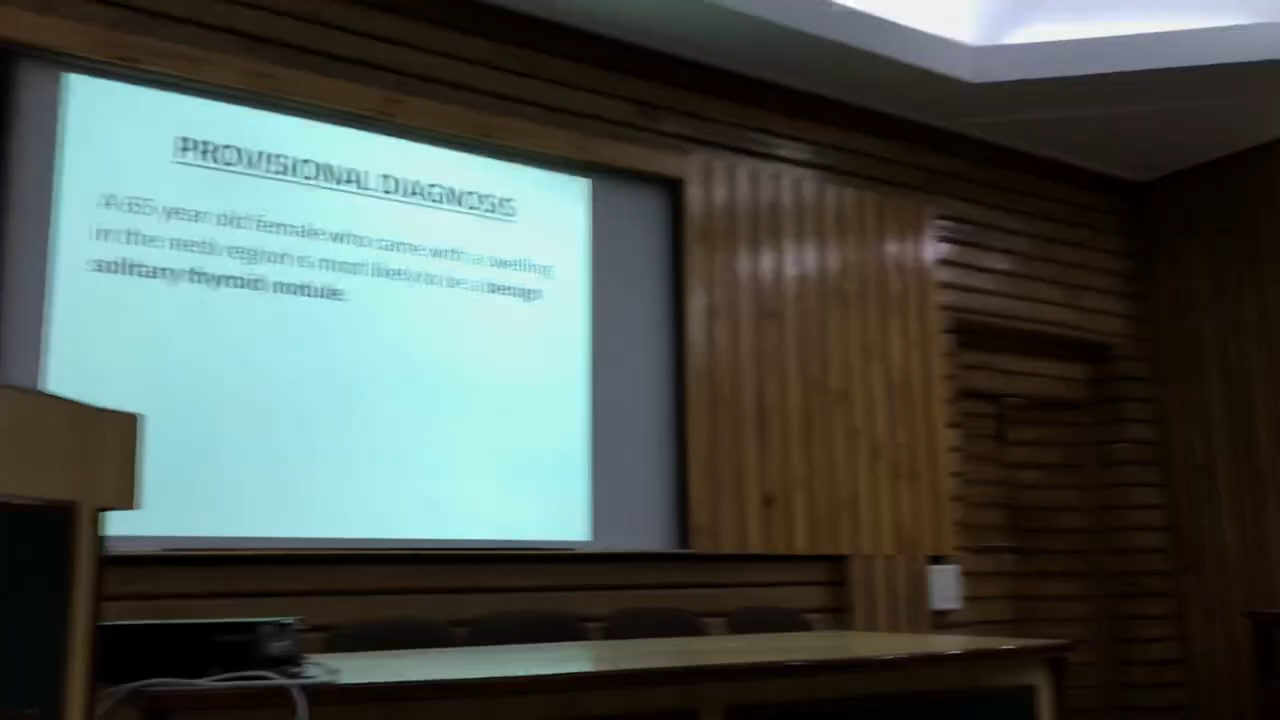 PROVISIONAL DIAGNOSIS
A 65 year old female who came with a swelling
in the neck region is most likely to be a benign
solitary thyroid nodule.